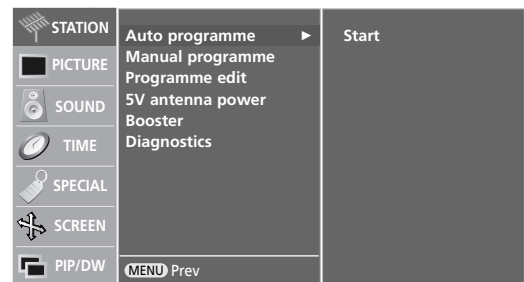 STATION
PICTURE
SOUND
TIME
SPECIAL
SCREEN
PIP/DW
Auto programme ►
Manual programme
Programme edit
5V antenna power
Booster
Diagnostics
MENU Prev
Start